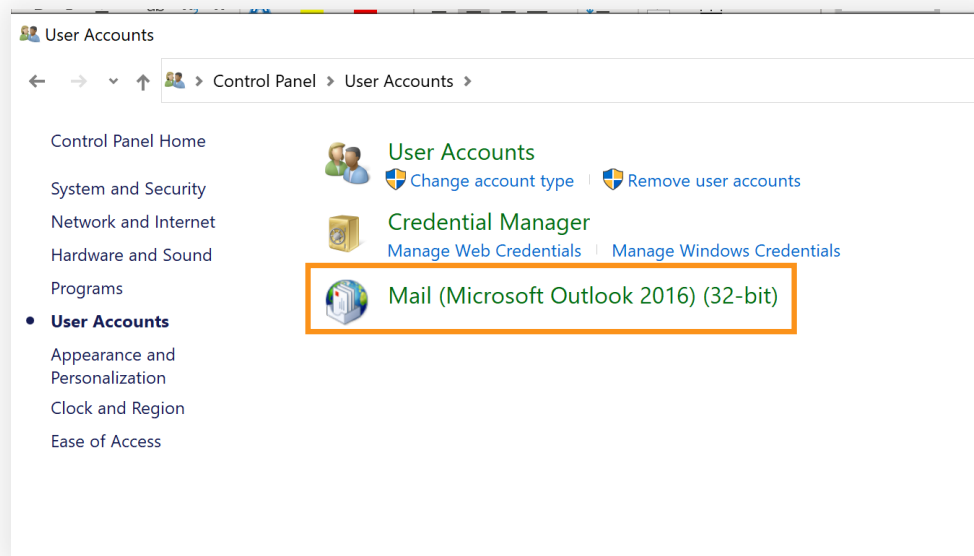 User Accounts
Control Panel > User Accounts >
Control Panel Home
System and Security
Network and Internet
Hardware and Sound
Programs
User Accounts
Appearance and
Personalization
Clock and Region
Ease of Access
User Accounts
Change account type
Remove user accounts
Credential Manager
Manage Web Credentials
Manage Windows Credentials
Mail (Microsoft Outlook 2016) (32-bit)